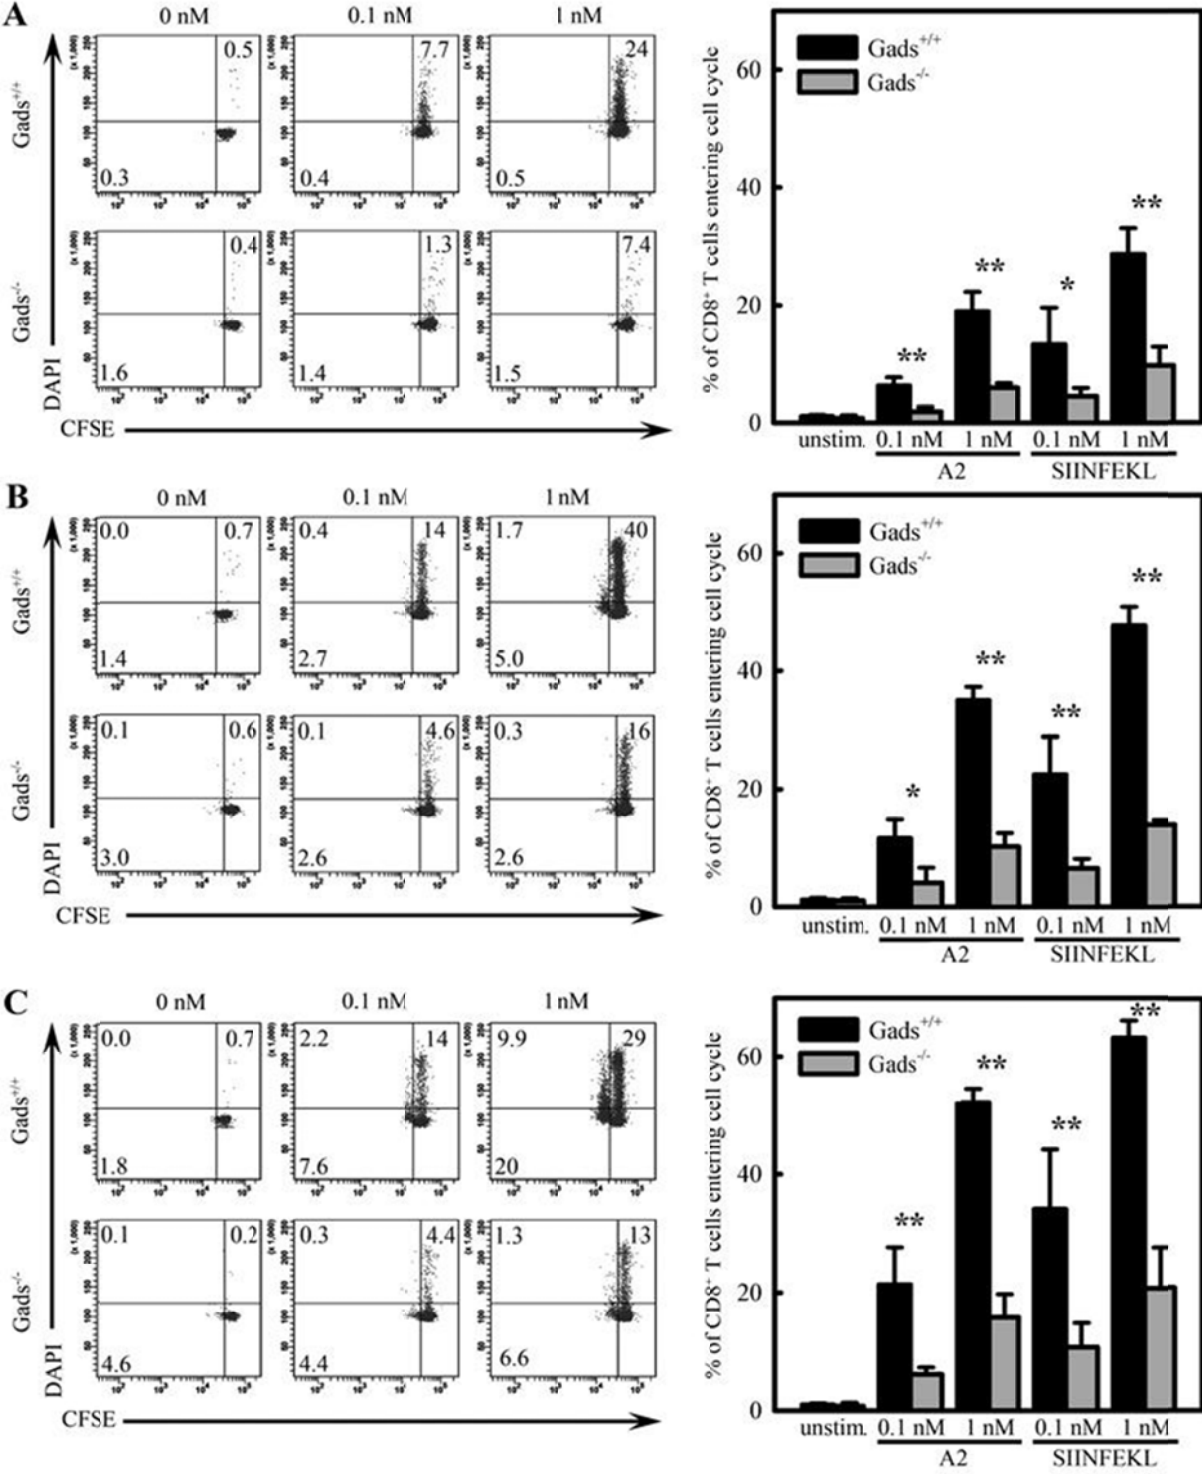 A
0 nM 0.1 nM 1 nM
Gads+/+
0.5
0.3
7.7
0.4
24
0.5
Gads-/-
0.4
1.6
1.3
1.4
7.4
1.5
DAPI
CFSE
% of CD8+ T cells entering cell cycle
60
40
20
0
Gads+/+
Gads-/-
** ** * **
unstim. 0.1 nM 1 nM 0.1 nM 1 nM
A2 SIINFEKL
B
0 nM 0.1 nM 1nM
Gads+/+
0.0 0.7
1.4
0.4 14
2.7
1.7 40
5.0
Gads-/-
0.1 0.6
3.0
0.1 4.6
2.6
0.3 16
2.6
DAPI
CFSE
% of CD8+ T cells entering cell cycle
60
40
20
0
Gads+/+
Gads-/-
* ** ** **
unstim. 0.1 nM 1 nM 0.1 nM 1 nM
A2 SIINFEKL
C
0 nM 0.1 nM 1nM
Gads+/+
0.0 0.7
1.8
2.2 14
7.6
9.9 29
20
Gads-/-
0.1 0.2
4.6
0.3 4.4
4.4
1.3 13
6.6
DAPI
CFSE
% of CD8+ T cells entering cell cycle
60
40
20
0
Gads+/+
Gads-/-
** ** ** **
unstim. 0.1 nM 1 nM 0.1 nM 1 nM
A2 SIINFEKL